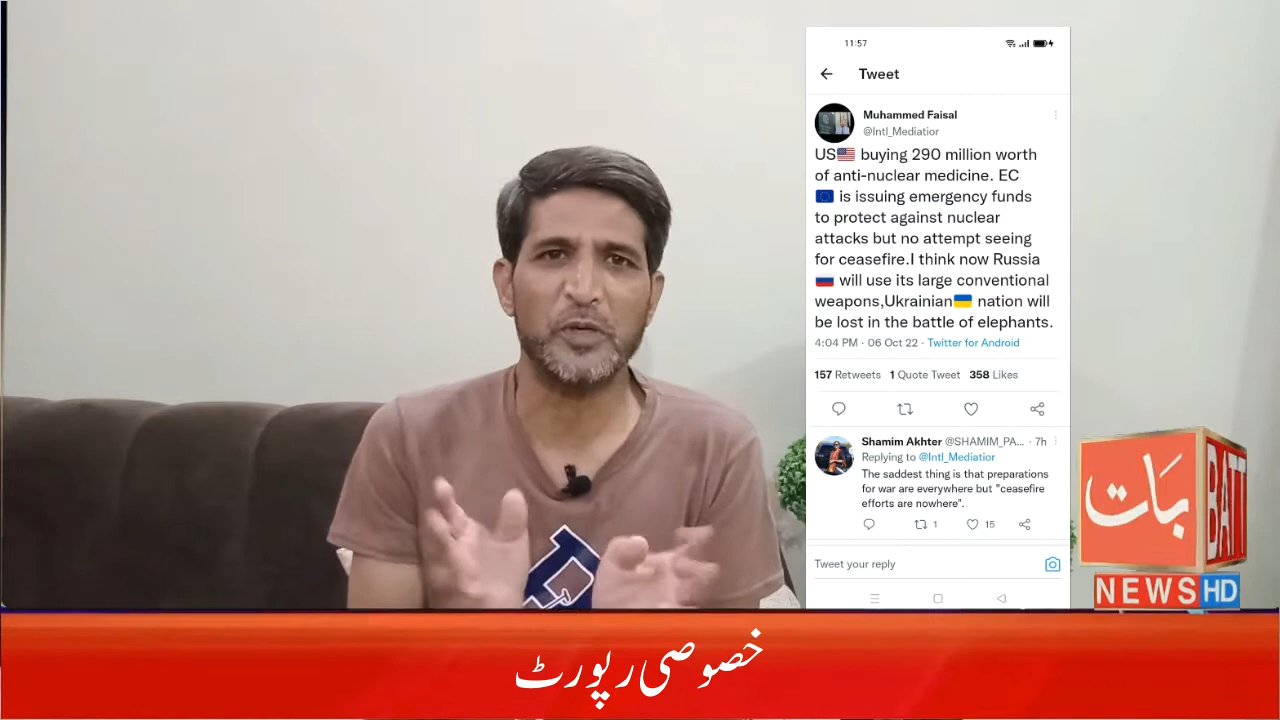 11:57
Tweet
Muhammed Faisal
@Intl_Mediatior
US🇺🇸 buying 290 million worth
of anti-nuclear medicine. EC
🇪🇺 is issuing emergency funds
to protect against nuclear
attacks but no attempt seeing
for ceasefire.I think now Russia
🇷🇺 will use its large conventional
weapons,Ukrainian🇺🇦 nation will
be lost in the battle of elephants.
4:04 PM · 06 Oct 22 · Twitter for Android
157 Retweets 1 Quote Tweet 358 Likes
Shamim Akhter @SHAMIM_PA... · 7h
Replying to @Intl_Mediatior
The saddest thing is that preparations
for war are everywhere but "ceasefire
efforts are nowhere".
1 15
Tweet your reply
بَات
BATT
NEWS HD
خصوصی رپورٹ